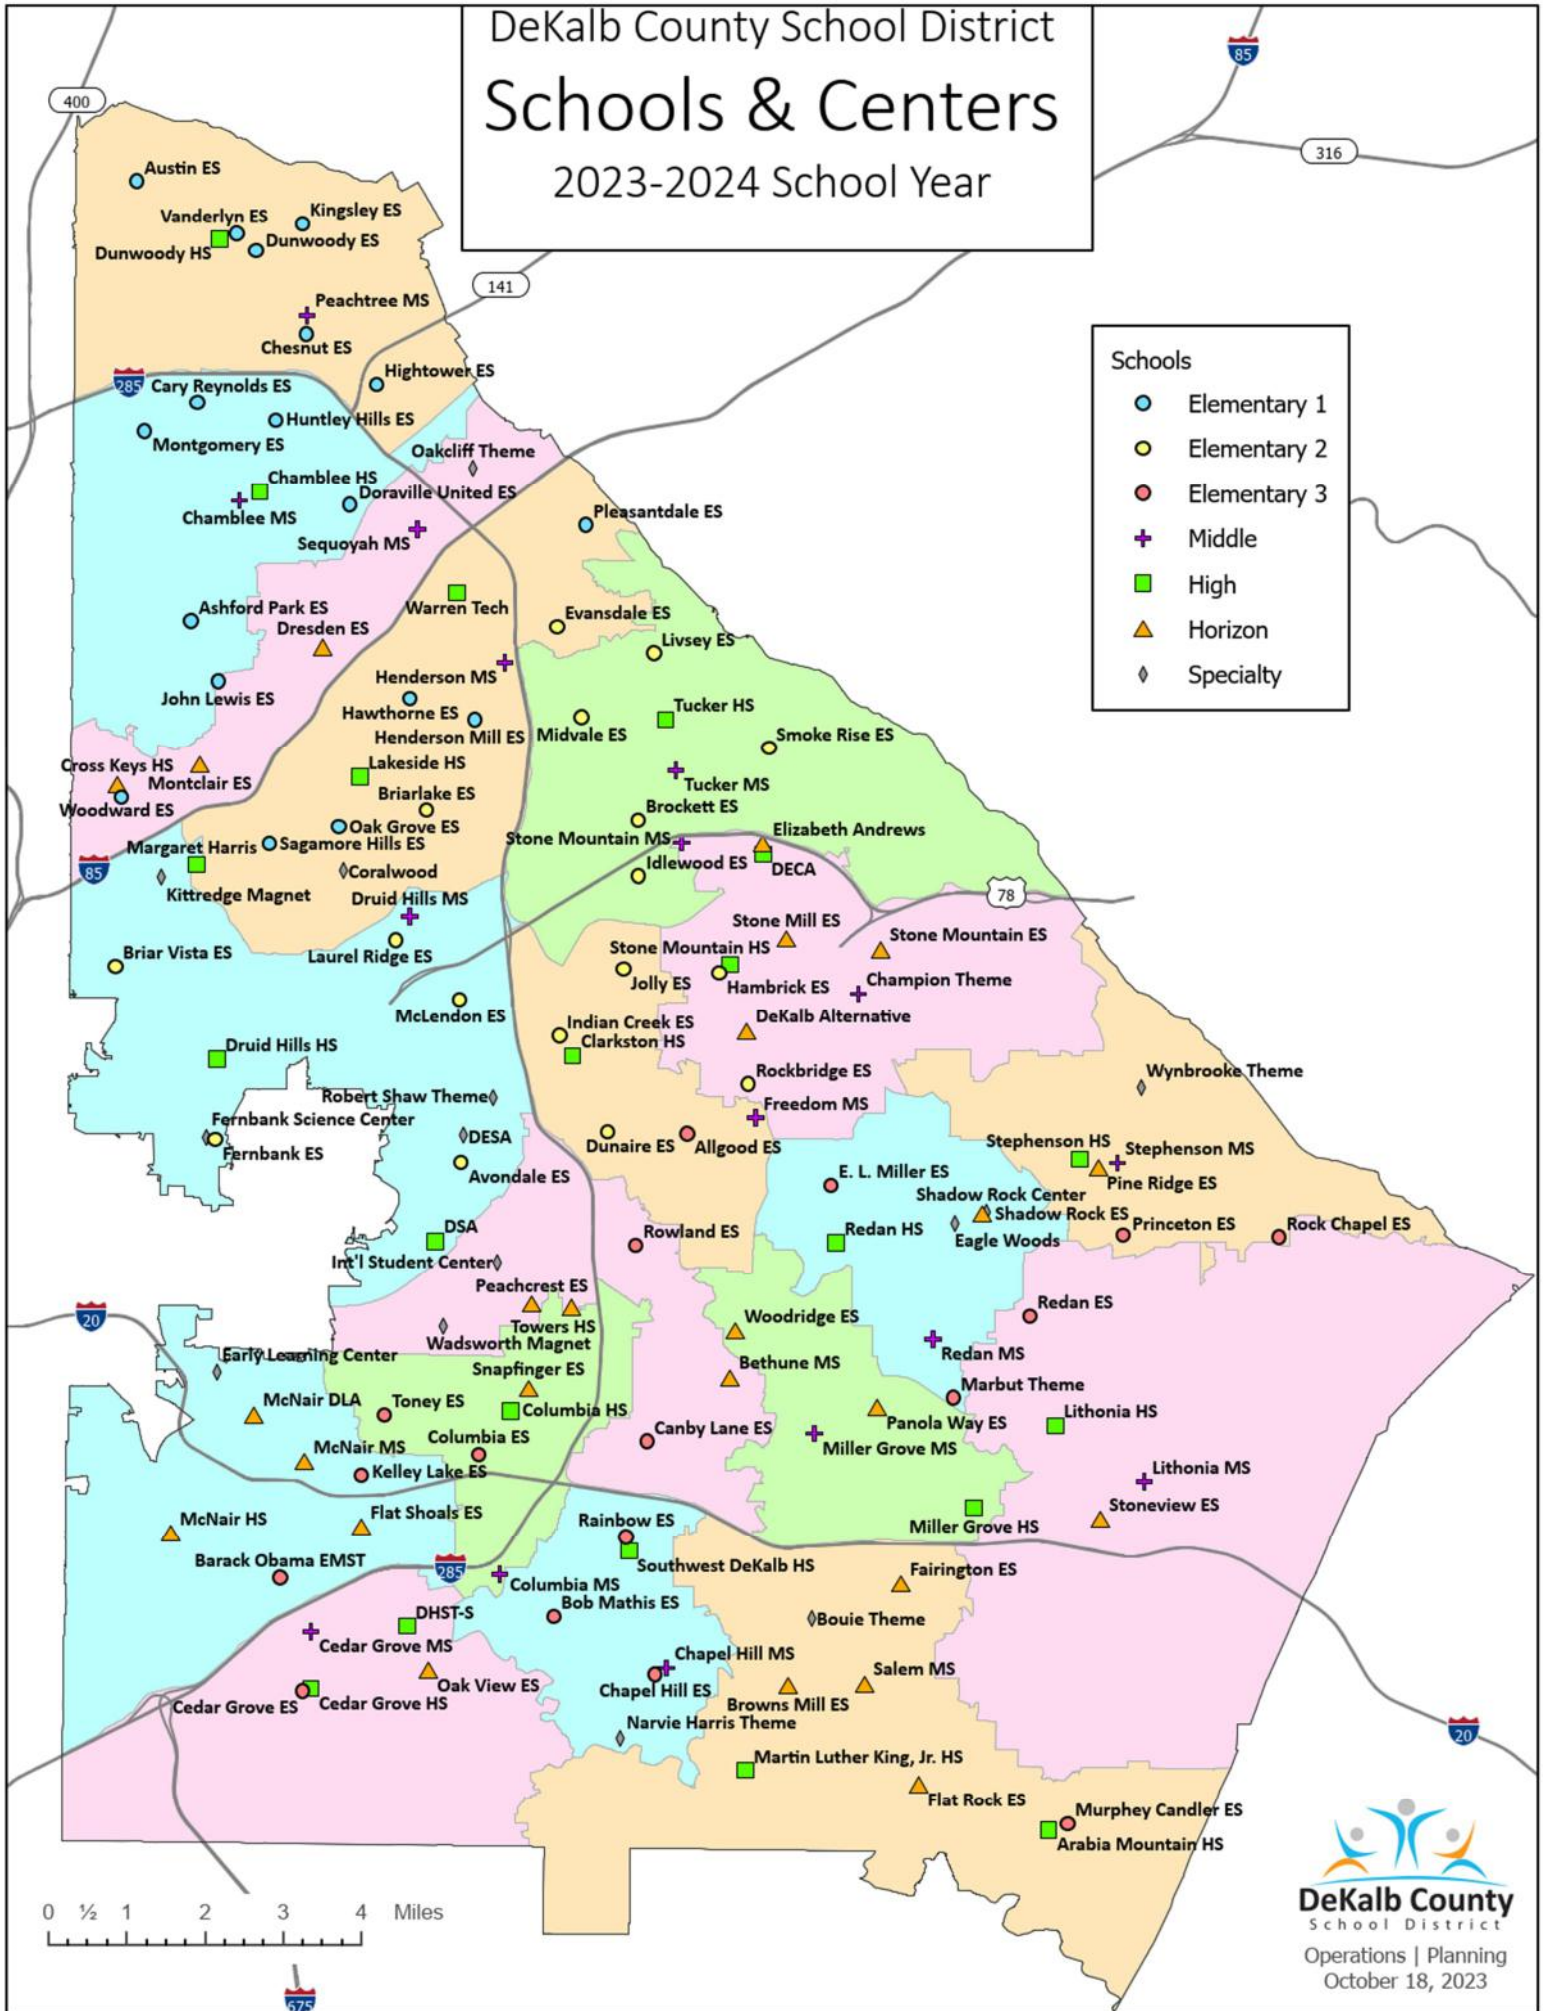 DeKalb County School District
Schools & Centers
2023-2024 School Year
85
400
316
Austin ES
Vanderlyn ES
Kingsley ES
Dunwoody ES
Dunwoody HS
141
Peachtree MS
Chesnut ES
Schools
Elementary 1
Elementary 2
Elementary 3
Middle
High
Horizon
Specialty
285
Cary Reynolds ES
Hightower ES
Huntley Hills ES
Montgomery ES
Oakcliff Theme
Chamblee HS
Doraville United ES
Chamblee MS
Pleasantdale ES
Sequoyah MS
Ashford Park ES
Warren Tech
Evansdale ES
Dresden ES
Livsey ES
Henderson MS
John Lewis ES
Hawthorne ES
Tucker HS
Henderson Mill ES
Midvale ES
Smoke Rise ES
Cross Keys HS
Lakeside HS
Montclair ES
Tucker MS
Briarlake ES
Woodward ES
Brockett ES
Oak Grove ES
Elizabeth Andrews
Stone Mountain MS
Margaret Harris
Sagamore Hills ES
Idlewood ES
85
Coralwood
DECA
Kittredge Magnet
Druid Hills MS
78
Stone Mill ES
Stone Mountain ES
Stone Mountain HS
Briar Vista ES
Laurel Ridge ES
Jolly ES
Hambrick ES
Champion Theme
McLendon ES
Indian Creek ES
DeKalb Alternative
Clarkston HS
Druid Hills HS
Rockbridge ES
Wynbrooke Theme
Robert Shaw Theme
Freedom MS
Fernbank Science Center
DESA
Dunaire ES
Allgood ES
Stephenson HS
Stephenson MS
Fernbank ES
Avondale ES
E. L. Miller ES
Pine Ridge ES
Shadow Rock Center
Shadow Rock ES
DSA
Rowland ES
Redan HS
Eagle Woods
Princeton ES
Rock Chapel ES
Int'l Student Center
Peachcrest ES
Redan ES
20
Towers HS
Woodridge ES
Wadsworth Magnet
Early Learning Center
Redan MS
Snapfinger ES
Bethune MS
Marbut Theme
McNair DLA
Toney ES
Columbia HS
Lithonia HS
Panola Way ES
Columbia ES
Canby Lane ES
McNair MS
Miller Grove MS
Kelley Lake ES
Lithonia MS
Stoneview ES
McNair HS
Flat Shoals ES
Rainbow ES
Miller Grove HS
Barack Obama EMST
285
Southwest DeKalb HS
Fairington ES
Columbia MS
Bob Mathis ES
DHST-S
Bouie Theme
Cedar Grove MS
Chapel Hill MS
Salem MS
Oak View ES
Chapel Hill ES
Cedar Grove ES
Cedar Grove HS
Browns Mill ES
Narvie Harris Theme
20
Martin Luther King, Jr. HS
Flat Rock ES
Murphey Candler ES
Arabia Mountain HS
DeKalb County
School District
0 ½ 1 2 3 4 Miles
Operations | Planning
October 18, 2023
675